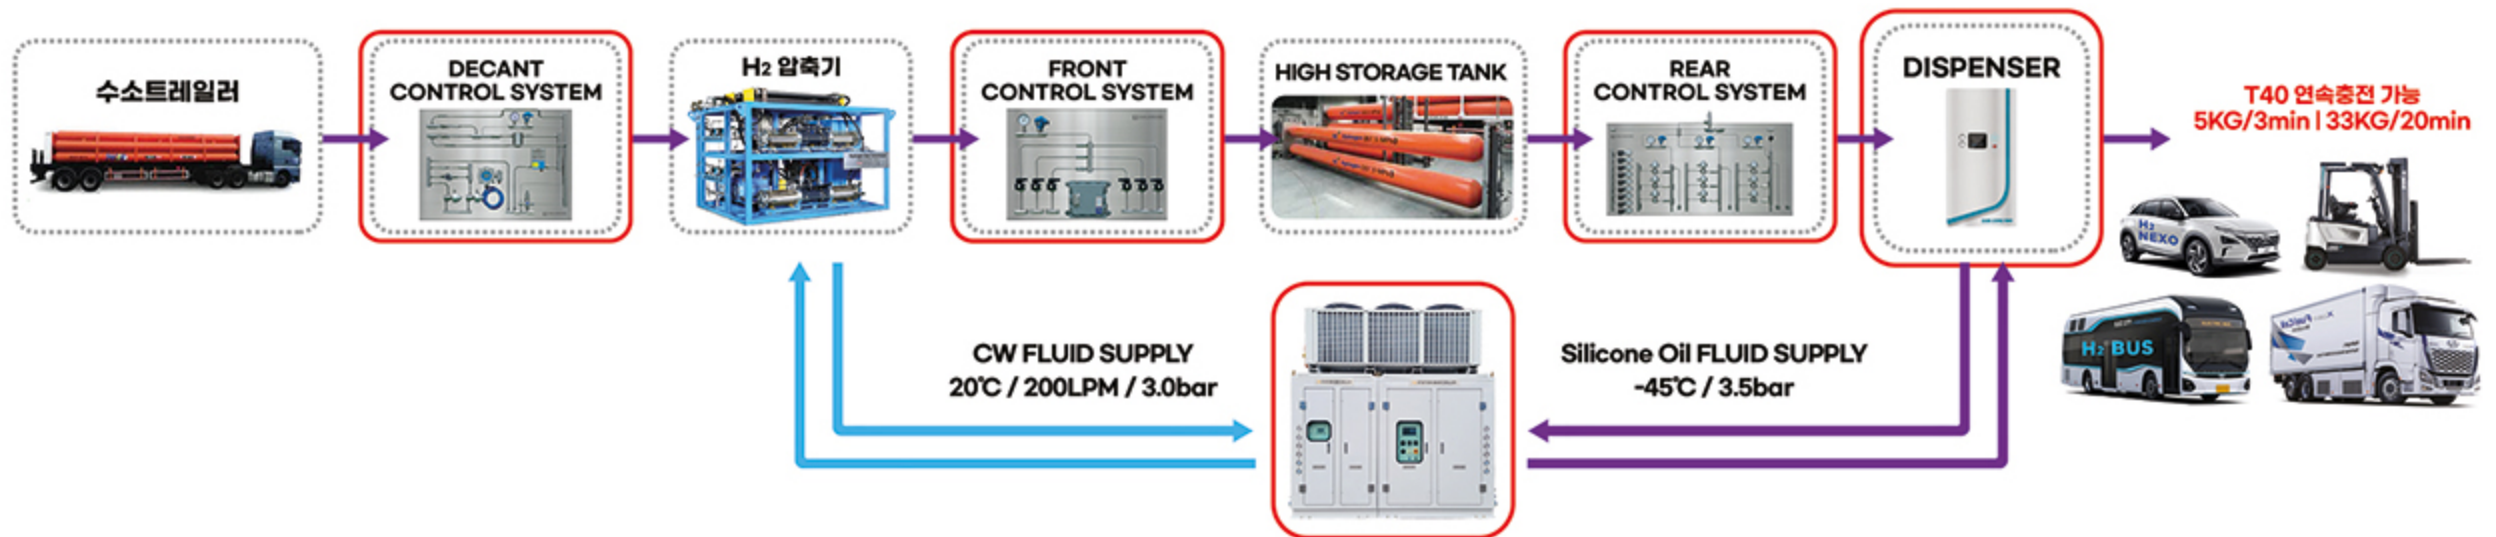 수소트레일러
DECANT
CONTROL SYSTEM
H₂ 압축기
FRONT
CONTROL SYSTEM
HIGH STORAGE TANK
REAR
CONTROL SYSTEM
DISPENSER
T40 연속충전 가능
5KG/3min | 33KG/20min
H₂
NEXO
H₂ BUS
CW FLUID SUPPLY
20℃ / 200LPM / 3.0bar
Silicone Oil FLUID SUPPLY
-45℃ / 3.5bar